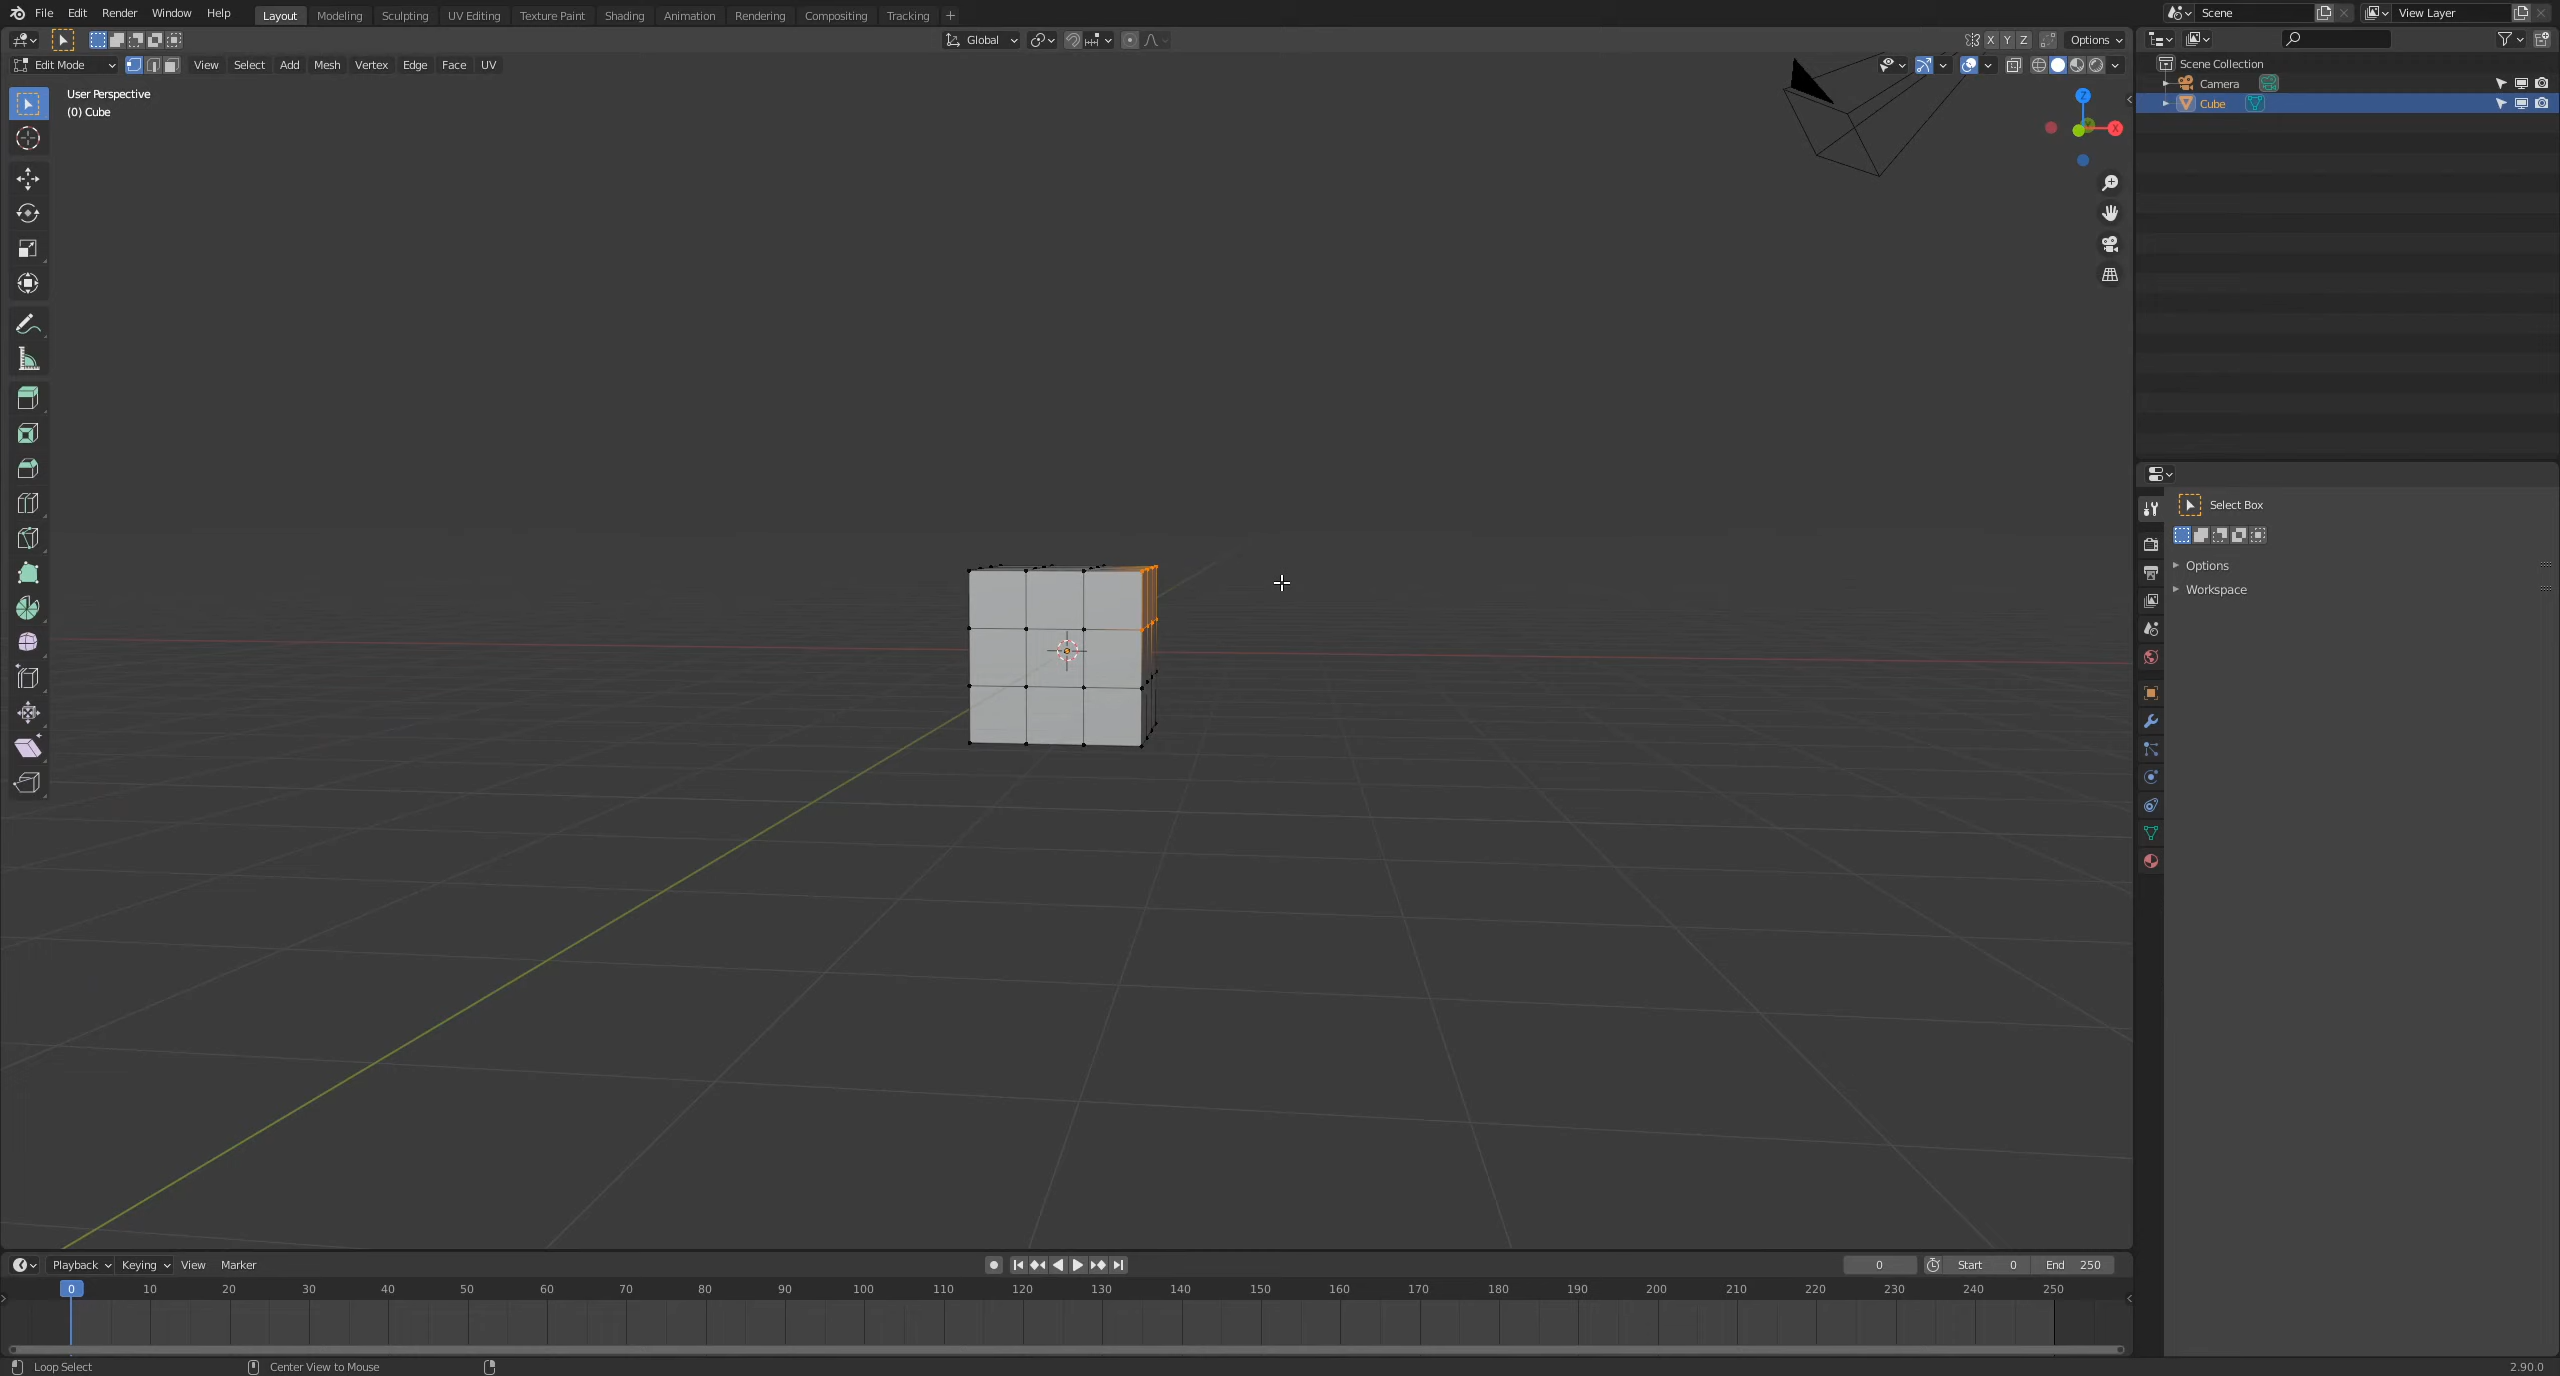 File Edit Render Window Help Layout Modeling Sculpting UV Editing Texture Paint Shading Animation Rendering Compositing Tracking + Scene View Layer
Global X Y Z Options
Edit Mode View Select Add Mesh Vertex Edge Face UV
Scene Collection
Camera
Cube
User Perspective
(0) Cube
X
Z
Select Box
Options
Workspace
Playback Keying View Marker 0 Start 0 End 250
0 10 20 30 40 50 60 70 80 90 100 110 120 130 140 150 160 170 180 190 200 210 220 230 240 250
Loop Select Center View to Mouse 2.90.0